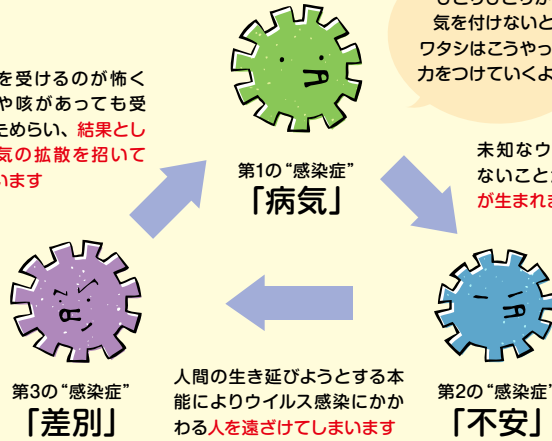 ひとりひとりが
気を付けないと
ワタシはこうやっ
力をつけていくよ
を受けるのが怖く
や咳があっても受
ためらい、結果とし
気の拡散を招いて
います
第1の“感染症”
「病気」
未知なウ
ないこと
が生まれま
第3の“感染症”
「差別」
人間の生き延びようとする本
能によりウイルス感染にかか
わる人を遠ざけてしまいます
第2の“感染症”
「不安」